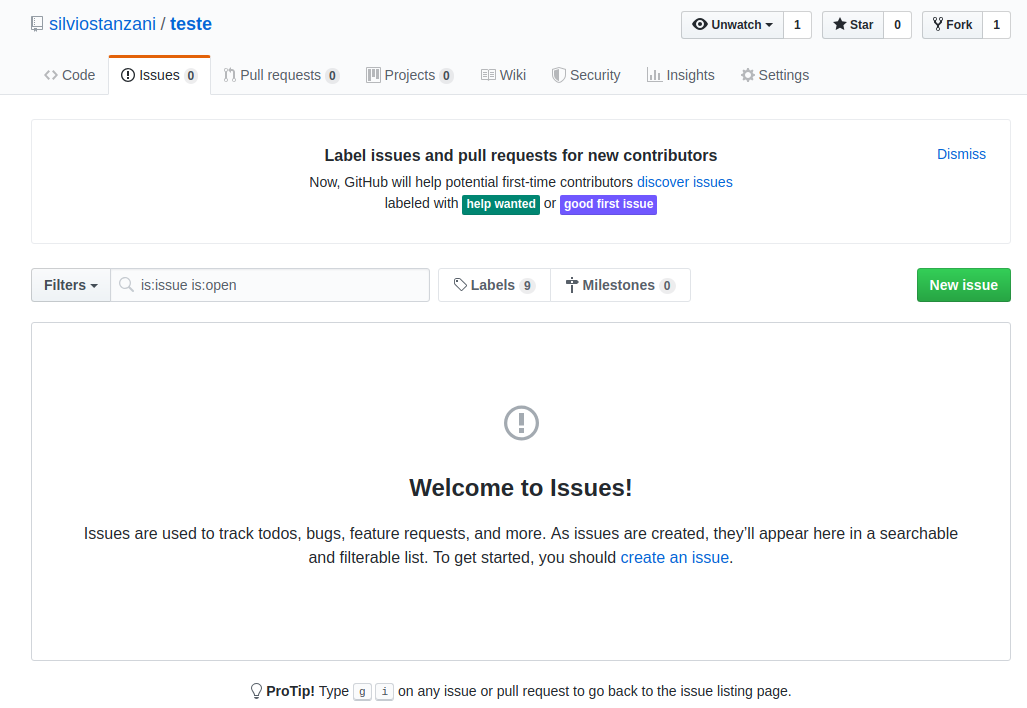 silviostanzani / teste
Unwatch 1 Star 0 Fork 1
Code Issues 0 Pull requests 0 Projects 0 Wiki Security Insights Settings
Label issues and pull requests for new contributors
Dismiss
Now, GitHub will help potential first-time contributors discover issues
labeled with help wanted or good first issue
Filters is:issue is:open Labels 9 Milestones 0 New issue
Welcome to Issues!
Issues are used to track todos, bugs, feature requests, and more. As issues are created, they’ll appear here in a searchable
and filterable list. To get started, you should create an issue.
ProTip! Type g i on any issue or pull request to go back to the issue listing page.